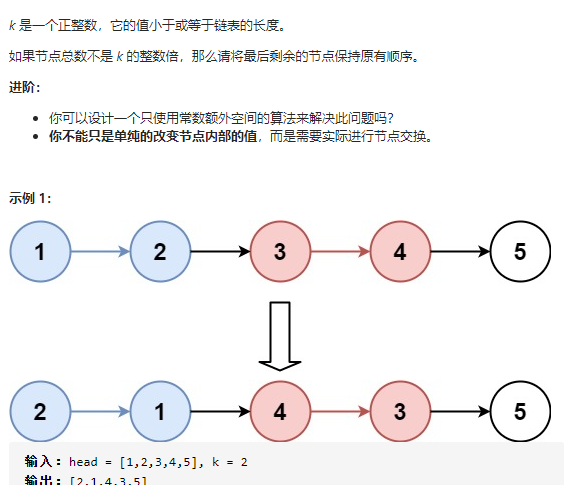 k 是一个正整数，它的值小于或等于链表的长度。
如果节点总数不是 k 的整数倍，那么请将最后剩余的节点保持原有顺序。
进阶：
你可以设计一个只使用常数额外空间的算法来解决此问题吗？
你不能只是单纯的改变节点内部的值，而是需要实际进行节点交换。
示例 1：
1 2 3 4 5
2 1 4 3 5
输入：head = [1,2,3,4,5], k = 2
输出：[2,1,4,3,5]